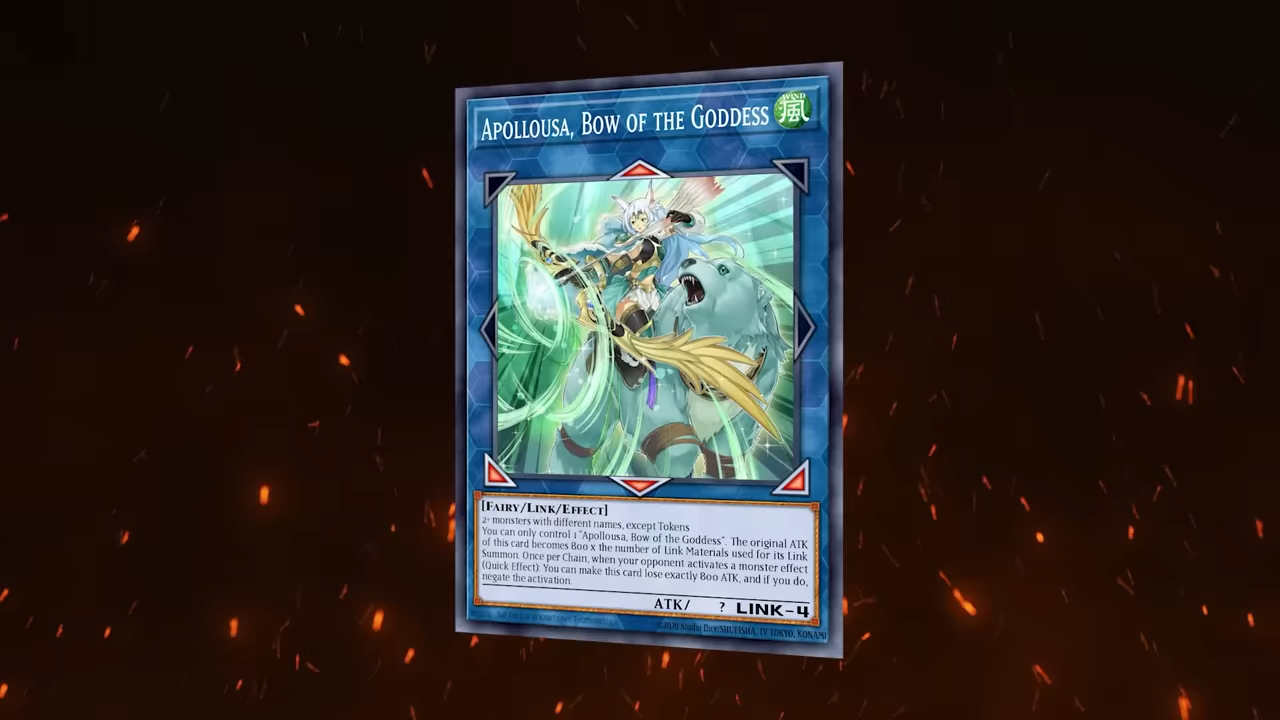 APOLLOUSA, BOW OF THE GODDESS
WIND
風
[FAIRY/LINK/EFFECT]
2+ monsters with different names, except Tokens
You can only control 1 "Apollousa, Bow of the Goddess". The original ATK
of this card becomes 800 x the number of Link Materials used for its Link
Summon. Once per Chain, when your opponent activates a monster effect
(Quick Effect): You can make this card lose exactly 800 ATK, and if you do,
negate the activation.
ATK/ ? LINK-4
©2020 Studio Dice/SHUEISHA, TV TOKYO, KONAMI